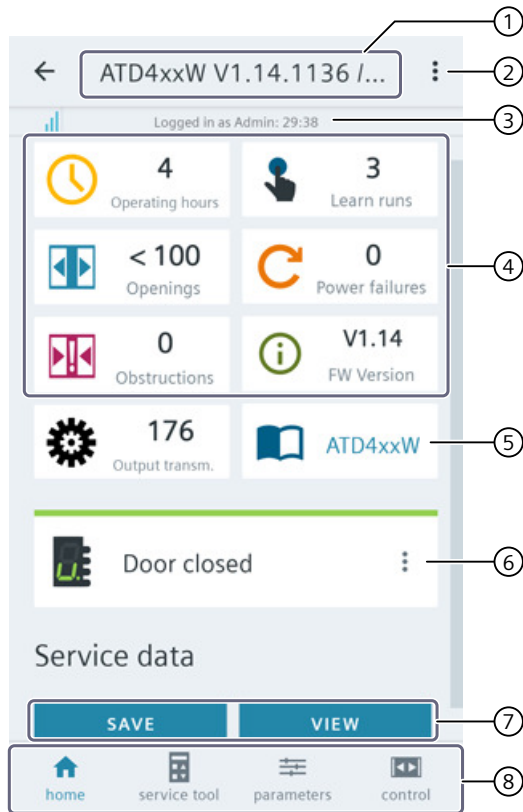 1
ATD4xxW V1.14.1136 /...
2
Logged in as Admin: 29:38
3
4
Operating hours
3
Learn runs
< 100
Openings
0
Power failures
4
0
Obstructions
V1.14
FW Version
176
Output transm.
ATD4xxW
5
Door closed
6
Service data
SAVE
VIEW
7
home
service tool
parameters
control
8